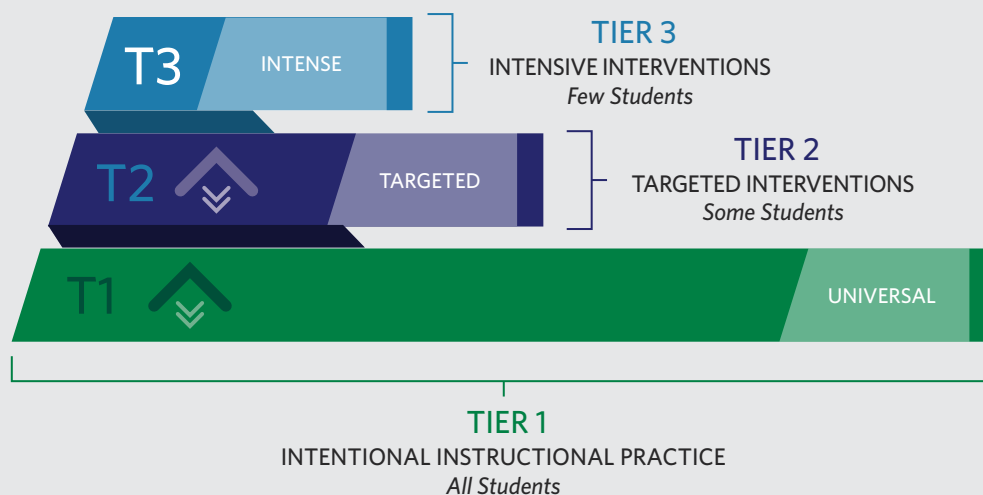 T3
INTENSE
TIER 3
INTENSIVE INTERVENTIONS
Few Students
T2
TARGETED
TIER 2
TARGETED INTERVENTIONS
Some Students
T1
UNIVERSAL
TIER 1
INTENTIONAL INSTRUCTIONAL PRACTICE
All Students